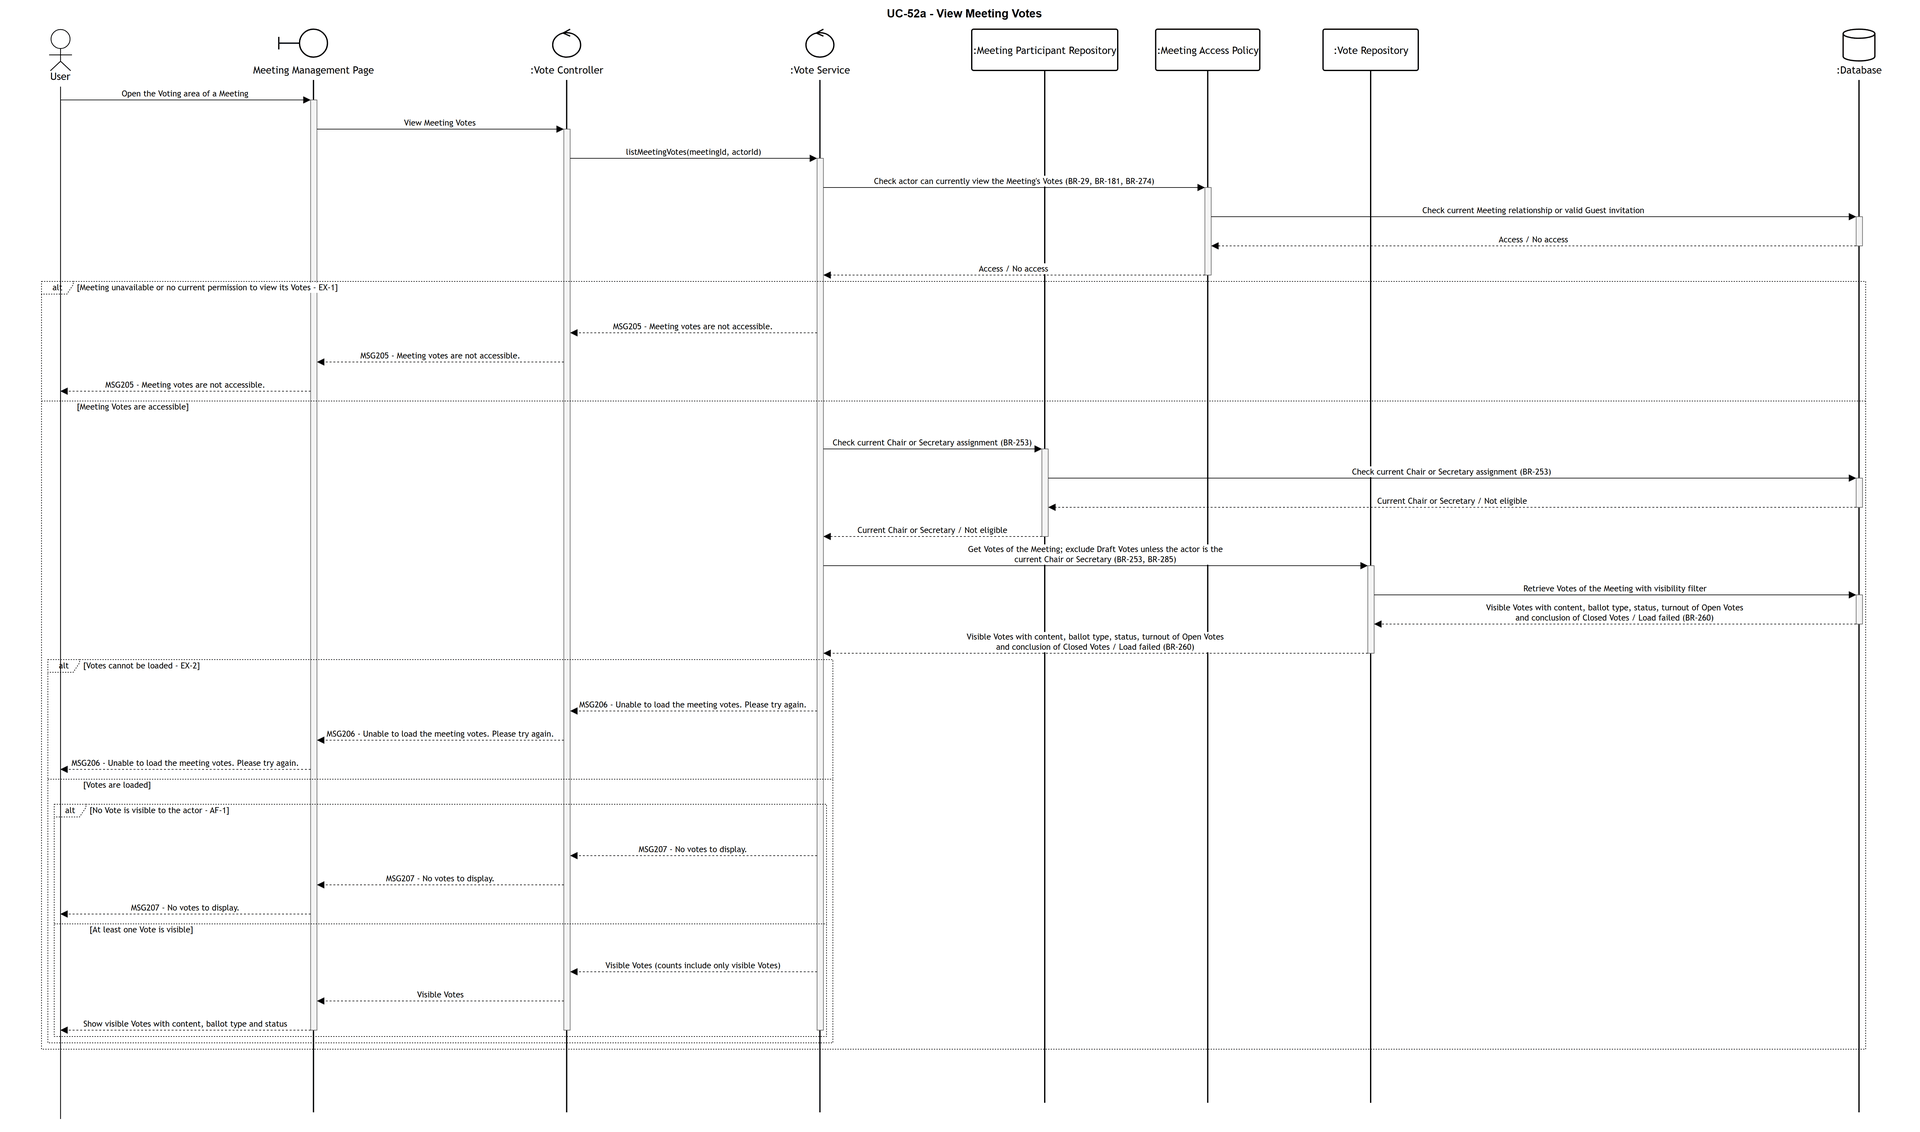 UC-52a - View Meeting Votes
User
Meeting Management Page
:Vote Controller
:Vote Service
:Meeting Participant Repository
:Meeting Access Policy
:Vote Repository
:Database
Open the Voting area of a Meeting
View Meeting Votes
listMeetingVotes(meetingId, actorId)
Check actor can currently view the Meeting's Votes (BR-29, BR-181, BR-274)
Check current Meeting relationship or valid Guest invitation
Access / No access
Access / No access
alt [Meeting unavailable or no current permission to view its Votes - EX-1]
MSG205 - Meeting votes are not accessible.
MSG205 - Meeting votes are not accessible.
MSG205 - Meeting votes are not accessible.
[Meeting Votes are accessible]
Check current Chair or Secretary assignment (BR-253)
Check current Chair or Secretary assignment (BR-253)
Current Chair or Secretary / Not eligible
Current Chair or Secretary / Not eligible
Get Votes of the Meeting; exclude Draft Votes unless the actor is the
current Chair or Secretary (BR-253, BR-285)
Retrieve Votes of the Meeting with visibility filter
Visible Votes with content, ballot type, status, turnout of Open Votes
and conclusion of Closed Votes / Load failed (BR-260)
Visible Votes with content, ballot type, status, turnout of Open Votes
and conclusion of Closed Votes / Load failed (BR-260)
alt [Votes cannot be loaded - EX-2]
MSG206 - Unable to load the meeting votes. Please try again.
MSG206 - Unable to load the meeting votes. Please try again.
MSG206 - Unable to load the meeting votes. Please try again.
[Votes are loaded]
alt [No Vote is visible to the actor - AF-1]
MSG207 - No votes to display.
MSG207 - No votes to display.
MSG207 - No votes to display.
[At least one Vote is visible]
Visible Votes (counts include only visible Votes)
Visible Votes
Show visible Votes with content, ballot type and status